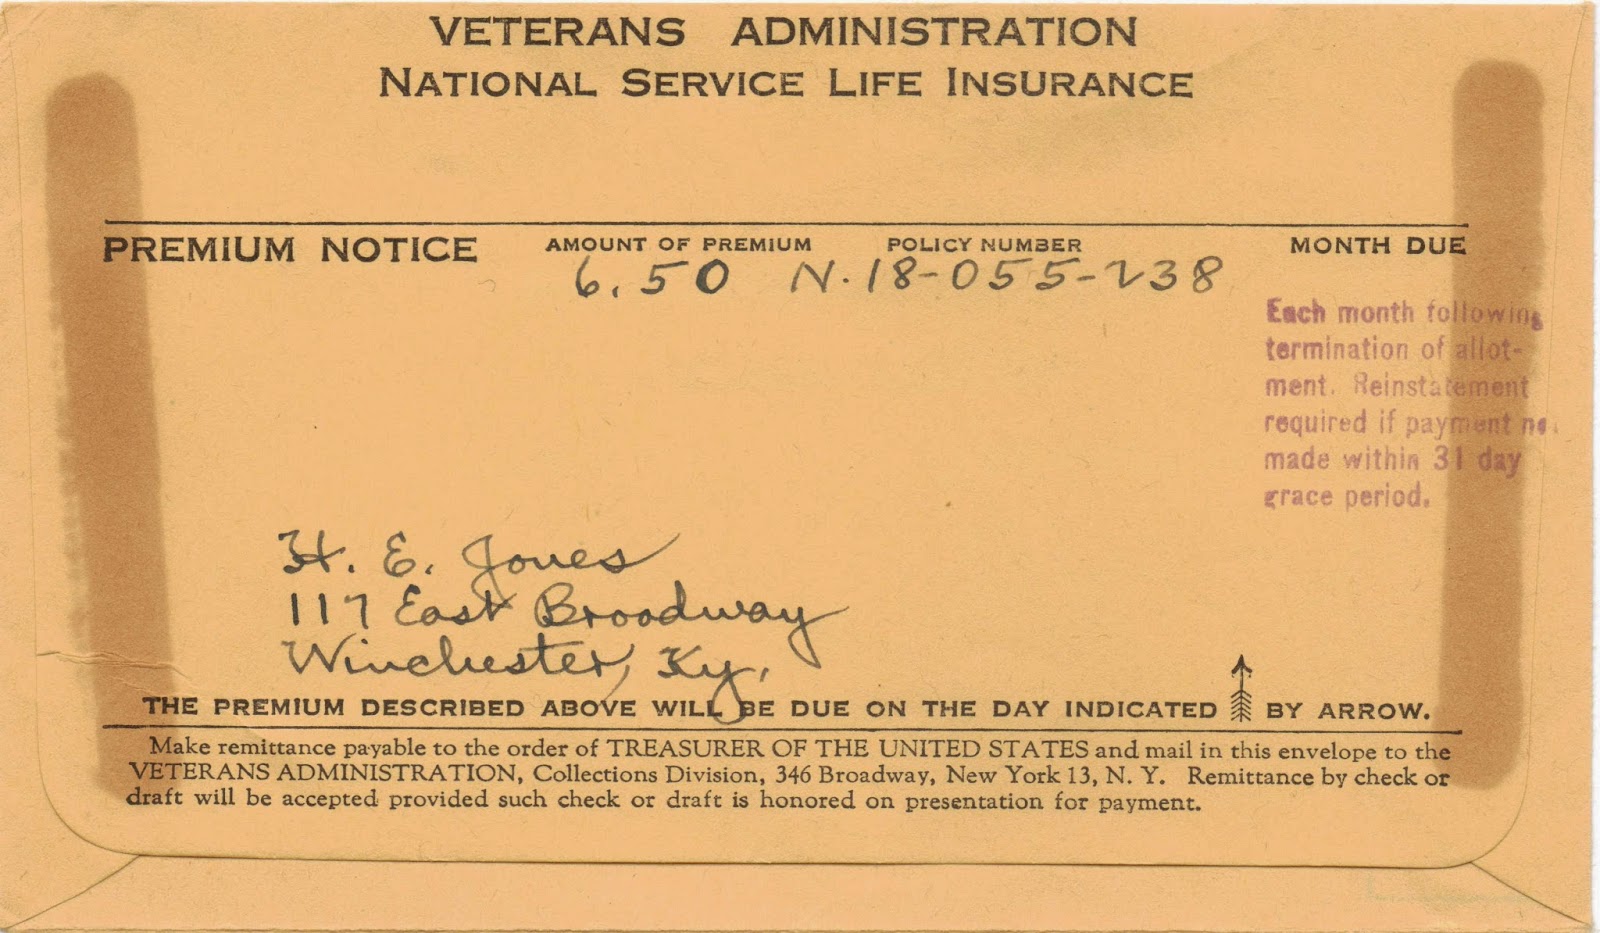 VETERANS ADMINISTRATION
NATIONAL SERVICE LIFE INSURANCE
PREMIUM NOTICE AMOUNT OF PREMIUM POLICY NUMBER MONTH DUE
6.50 N.18-055-238
Each month following
termination of allot-
ment. Reinstatement
required if payment
made within 31 day
grace period.
H. E. Jones
117 East Broadway
Winchester, Ky.
THE PREMIUM DESCRIBED ABOVE WILL BE DUE ON THE DAY INDICATED BY ARROW.
Make remittance payable to the order of TREASURER OF THE UNITED STATES and mail in this envelope to the
VETERANS ADMINISTRATION, Collections Division, 346 Broadway, New York 13, N. Y. Remittance by check or
draft will be accepted provided such check or draft is honored on presentation for payment.